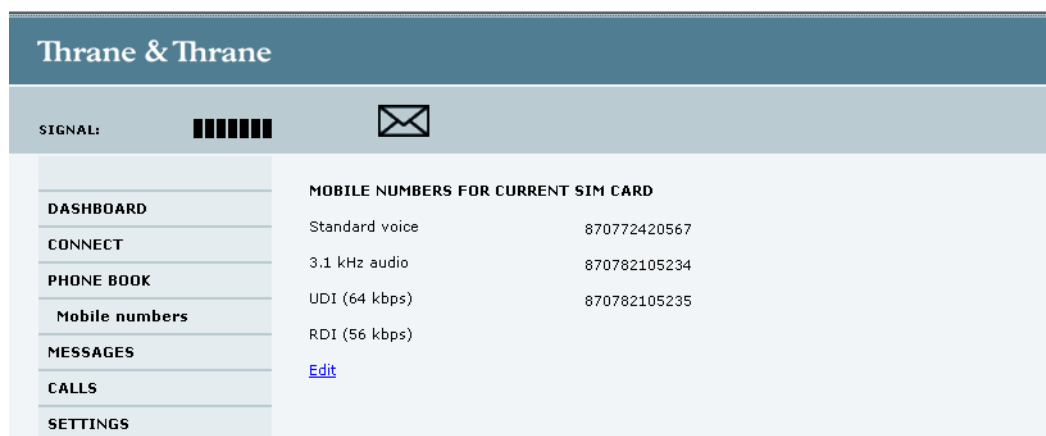 Thrane & Thrane
SIGNAL:
DASHBOARD
CONNECT
PHONE BOOK
Mobile numbers
MESSAGES
CALLS
SETTINGS
MOBILE NUMBERS FOR CURRENT SIM CARD
Standard voice 870772420567
3.1 kHz audio 870782105234
UDI (64 kbps) 870782105235
RDI (56 kbps)
Edit